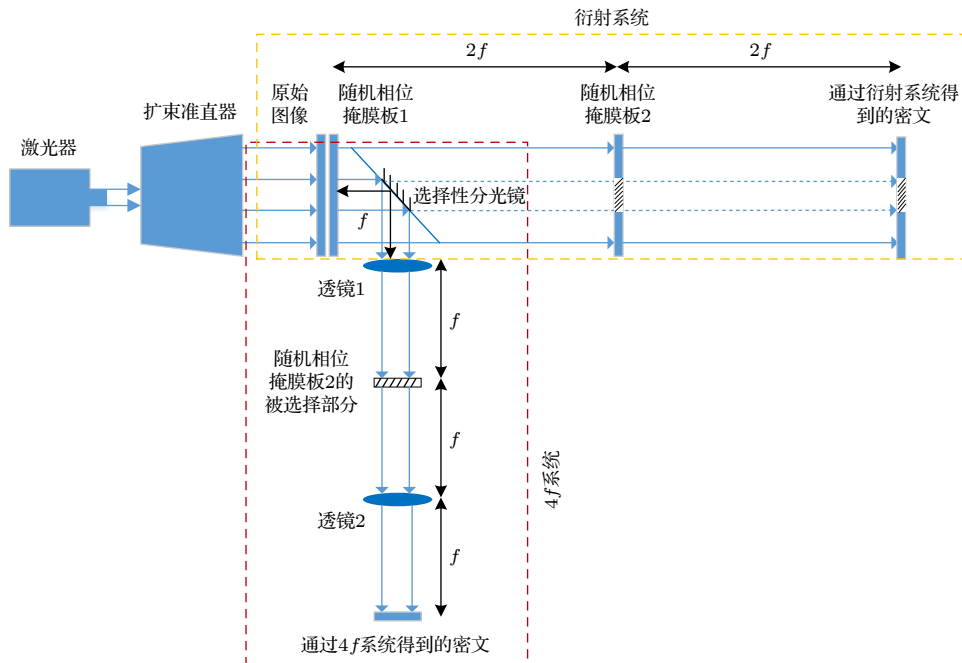 衍射系统
2f
2f
原始
图像
随机相位
掩膜板1
随机相位
掩膜板2
通过衍射系统得
到的密文
扩束准直器
激光器
选择性分光镜
f
透镜1
f
随机相位
掩膜板2的
被选择部分
f
4f系统
透镜2
f
通过4f系统得到的密文